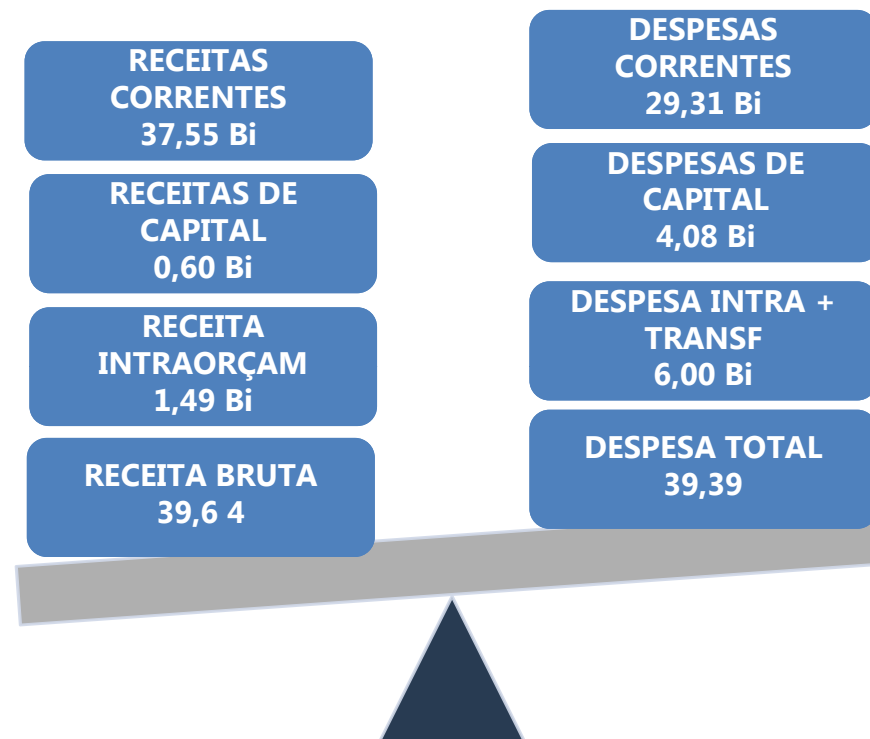 RECEITAS
CORRENTES
37,55 Bi
RECEITAS DE
CAPITAL
0,60 Bi
RECEITA
INTRAORÇAM
1,49 Bi
RECEITA BRUTA
39,6 4
DESPESAS
CORRENTES
29,31 Bi
DESPESAS DE
CAPITAL
4,08 Bi
DESPESA INTRA +
TRANSF
6,00 Bi
DESPESA TOTAL
39,39